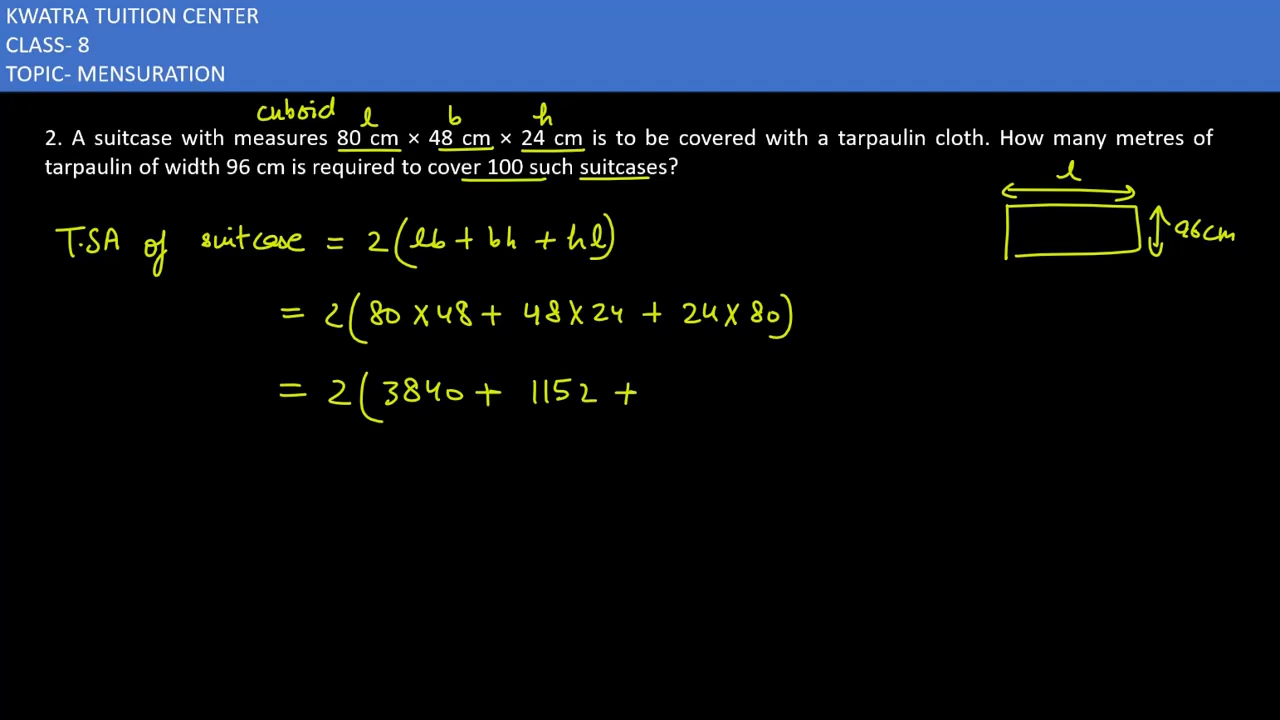 KWATRA TUITION CENTER
CLASS- 8
TOPIC- MENSURATION
cuboid l b h
2. A suitcase with measures 80 cm × 48 cm × 24 cm is to be covered with a tarpaulin cloth. How many metres of
tarpaulin of width 96 cm is required to cover 100 such suitcases?
l
96cm
T.SA of suitcase = 2(lb + bh + hl)
= 2(80×48 + 48×24 + 24×80)
= 2(3840 + 1152 +